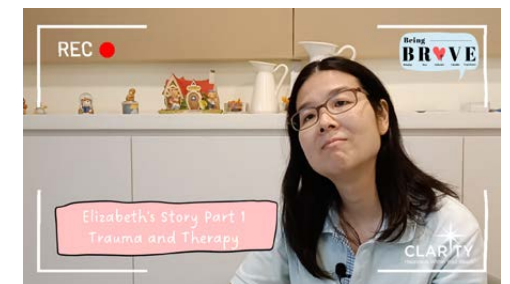 REC
Being
BRAVE
Elizabeth's Story Part 1
Trauma and Therapy
CLARITY